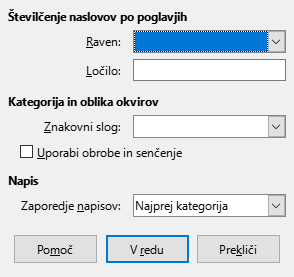 Številčenje naslovov po poglavjih
Raven:
Ločilo:
Kategorija in oblika okvirov
Znakovni slog:
Uporabi obrobe in senčenje
Napis
Zaporedje napisov: Najprej kategorija
Pomoč V redu Prekliči